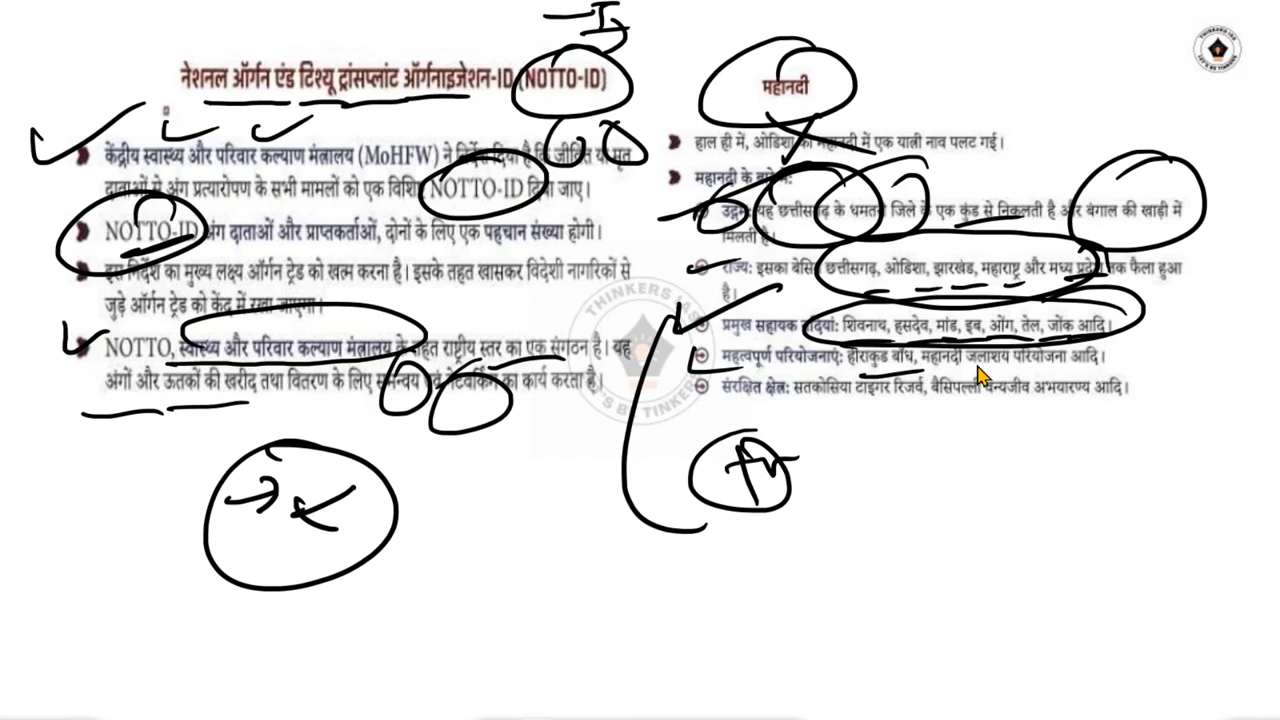 नेशनल ऑर्गन एंड टिश्यू ट्रांसप्लांट ऑर्गनाइजेशन-ID (NOTTO-ID)
केंद्रीय स्वास्थ्य और परिवार कल्याण मंत्रालय (MoHFW) ने निर्देश दिया है कि जीवित या मृत
दाताओं से अंग प्रत्यारोपण के सभी मामलों को एक विशिष्ट NOTTO-ID दिया जाए।
NOTTO-ID अंग दाताओं और प्राप्तकर्ताओं, दोनों के लिए एक पहचान संख्या होगी।
इस निर्देश का मुख्य लक्ष्य ऑर्गन ट्रेड को खत्म करना है। इसके तहत खासकर विदेशी नागरिकों से
जुड़े ऑर्गन ट्रेड को केंद्र में रखा जाएगा।
NOTTO, स्वास्थ्य और परिवार कल्याण मंत्रालय के तहत राष्ट्रीय स्तर का एक संगठन है। यह
अंगों और ऊतकों की खरीद तथा वितरण के लिए समन्वय एवं नेटवर्किंग का कार्य करता है।
महानदी
हाल ही में, ओडिशा की महानदी में एक यात्री नाव पलट गई।
महानदी के बारे में:
उद्गम: यह छत्तीसगढ़ के धमतरी जिले के एक कुंड से निकलती है और बंगाल की खाड़ी में
मिलती है।
राज्य: इसका बेसिन छत्तीसगढ़, ओडिशा, झारखंड, महाराष्ट्र और मध्य प्रदेश तक फैला हुआ
है।
प्रमुख सहायक नदियां: शिवनाथ, हसदेव, मांड, इब, ओंग, तेल, जोंक आदि।
महत्वपूर्ण परियोजनाएं: हीराकुड बाँध, महानदी जलाशय परियोजना आदि।
संरक्षित क्षेत्र: सतकोसिया टाइगर रिजर्व, बैसिपल्ली वन्यजीव अभयारण्य आदि।
THINKERS IAS
LET'S BE THINKERS